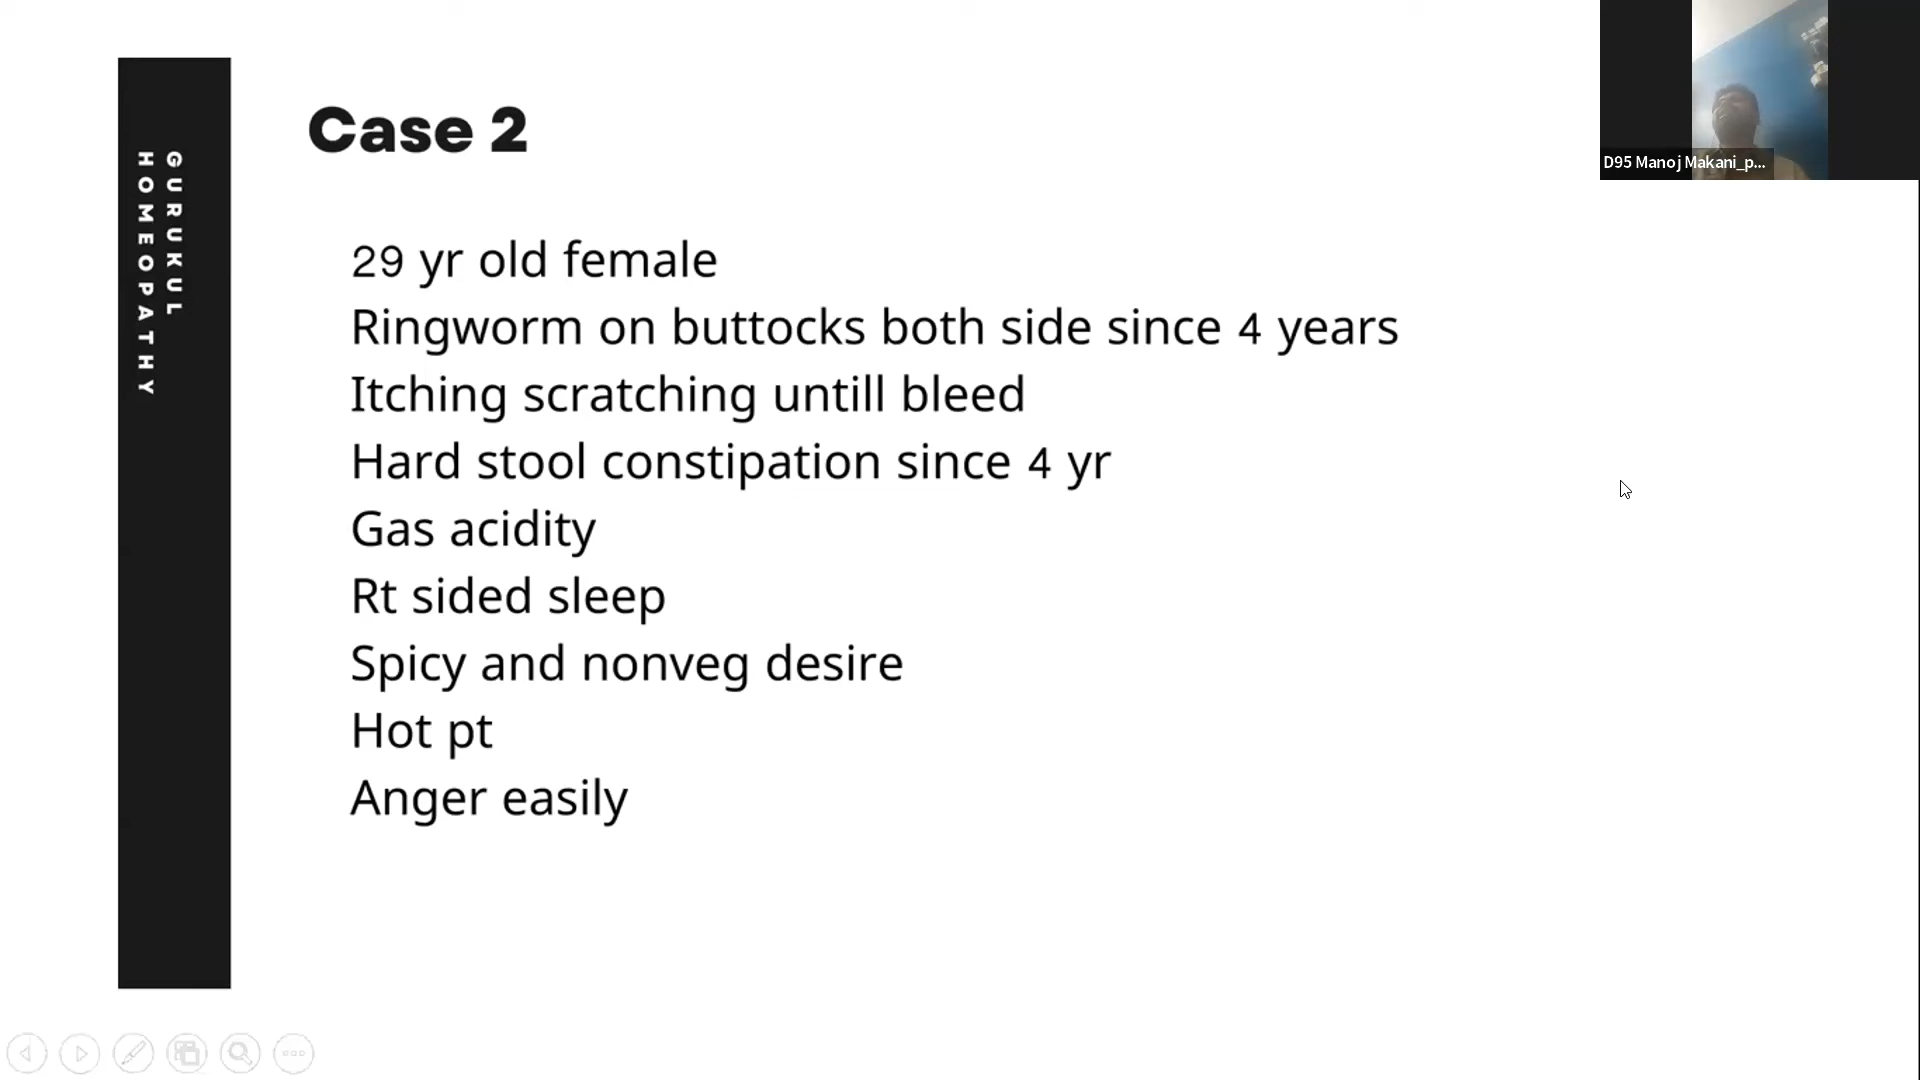 GURUKUL
HOMEOPATHY
Case 2
29 yr old female
Ringworm on buttocks both side since 4 years
Itching scratching untill bleed
Hard stool constipation since 4 yr
Gas acidity
Rt sided sleep
Spicy and nonveg desire
Hot pt
Anger easily
D95 Manoj Makani_p...